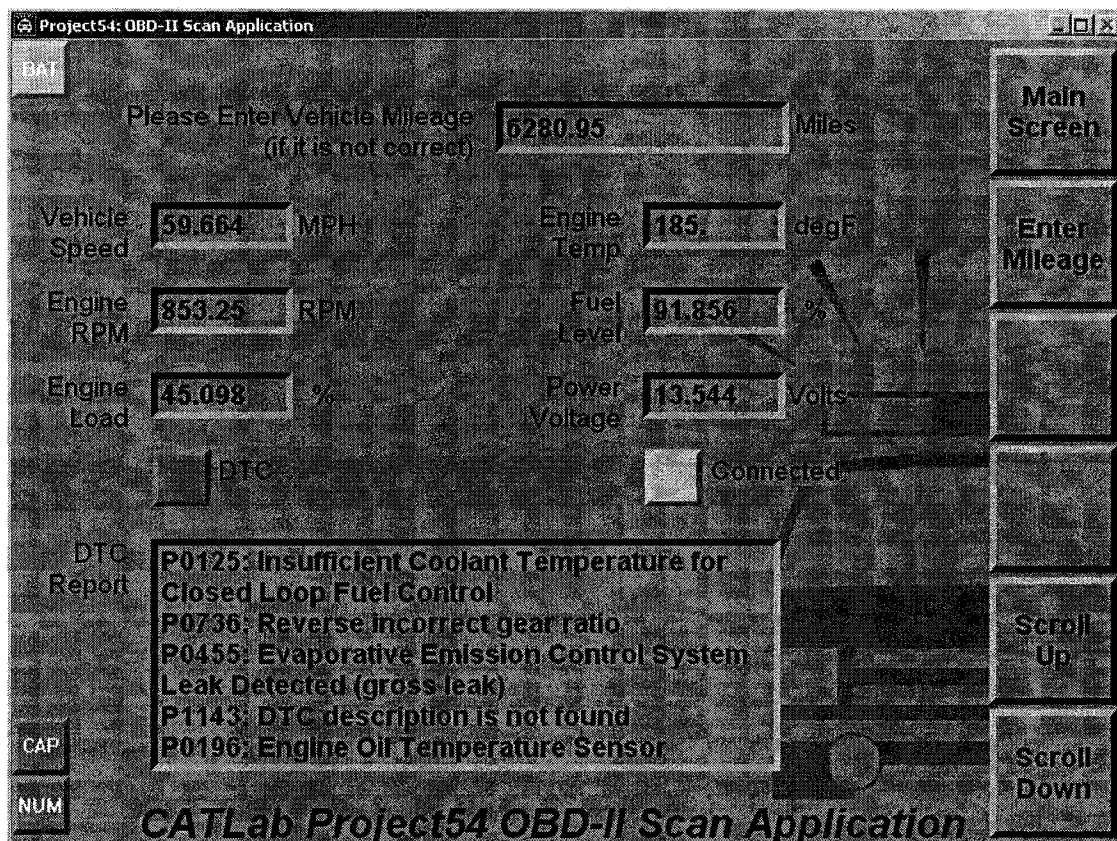 Project54: OBD-II Scan Application
BAT
Please Enter Vehicle Mileage
(if it is not correct)
6280.95
Miles
Main
Screen
Vehicle
Speed
59.664
MPH
Engine
Temp
185.
degF
Enter
Mileage
Engine
RPM
853.25
RPM
Fuel
Level
91.856
%
Engine
Load
45.098
%
Power
Voltage
13.544
Volts
DTC
Connected
DTC
Report
P0125: Insufficient Coolant Temperature for
Closed Loop Fuel Control
P0736: Reverse incorrect gear ratio
P0455: Evaporative Emission Control System
Leak Detected (gross leak)
P1143: DTC description is not found
P0196: Engine Oil Temperature Sensor
Scroll
Up
CAP
Scroll
Down
NUM
CATLab Project54 OBD-II Scan Application